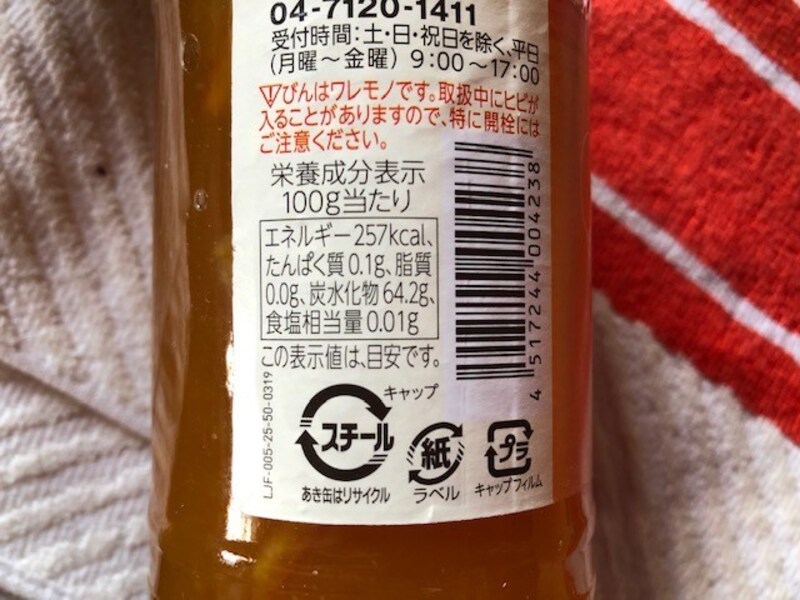 04-7120-1411
受付時間:土・日・祝日を除く、平日
(月曜〜金曜) 9:00〜17:00
びんはワレモノです。取扱中にヒビが
入ることがありますので、特に開栓には
ご注意ください。
栄養成分表示
100g当たり
エネルギー257kcal、
たんぱく質0.1g、脂質
0.0g、炭水化物64.2g、
食塩相当量0.01g
この表示値は、目安です。
4 517244 004238
LJF-005-25-50-0319
キャップ
スチール
あき缶はリサイクル
紙
ラベル
プラ
キャップフィルム